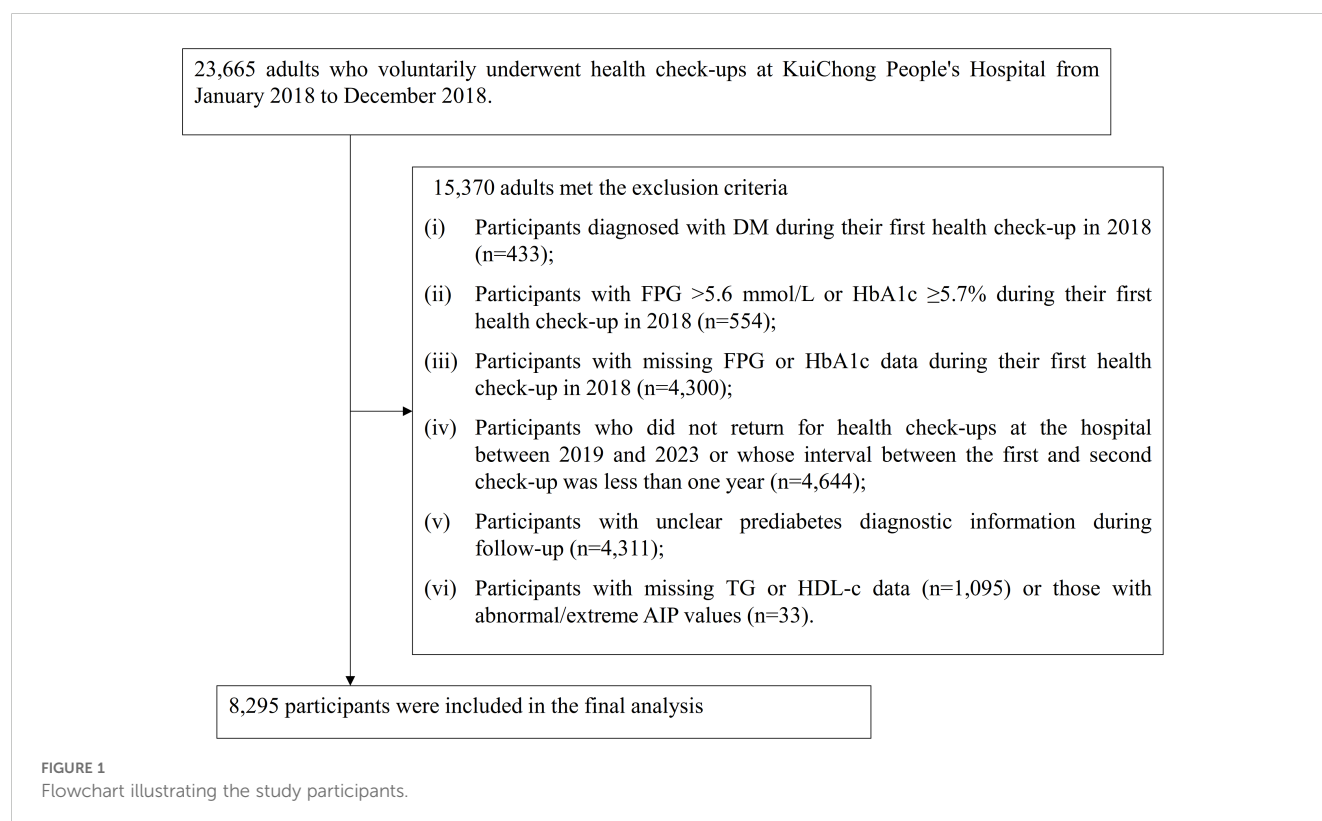 23,665 adults who voluntarily underwent health check-ups at KuiChong People's Hospital from
January 2018 to December 2018.
15,370 adults met the exclusion criteria
(i) Participants diagnosed with DM during their first health check-up in 2018
(n=433);
(ii) Participants with FPG >5.6 mmol/L or HbA1c ≥5.7% during their first
health check-up in 2018 (n=554);
(iii) Participants with missing FPG or HbA1c data during their first health
check-up in 2018 (n=4,300);
(iv) Participants who did not return for health check-ups at the hospital
between 2019 and 2023 or whose interval between the first and second
check-up was less than one year (n=4,644);
(v) Participants with unclear prediabetes diagnostic information during
follow-up (n=4,311);
(vi) Participants with missing TG or HDL-c data (n=1,095) or those with
abnormal/extreme AIP values (n=33).
8,295 participants were included in the final analysis
FIGURE 1
Flowchart illustrating the study participants.